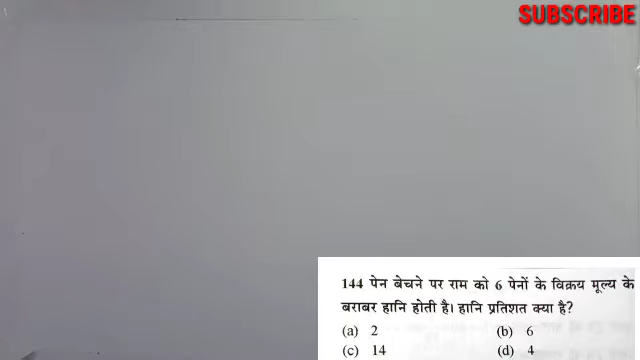 SUBSCRIBE
144 पेन बेचने पर राम को 6 पेनों के विक्रय मूल्य के
बराबर हानि होती है। हानि प्रतिशत क्या है?
(a) 2 (b) 6
(c) 14 (d) 4